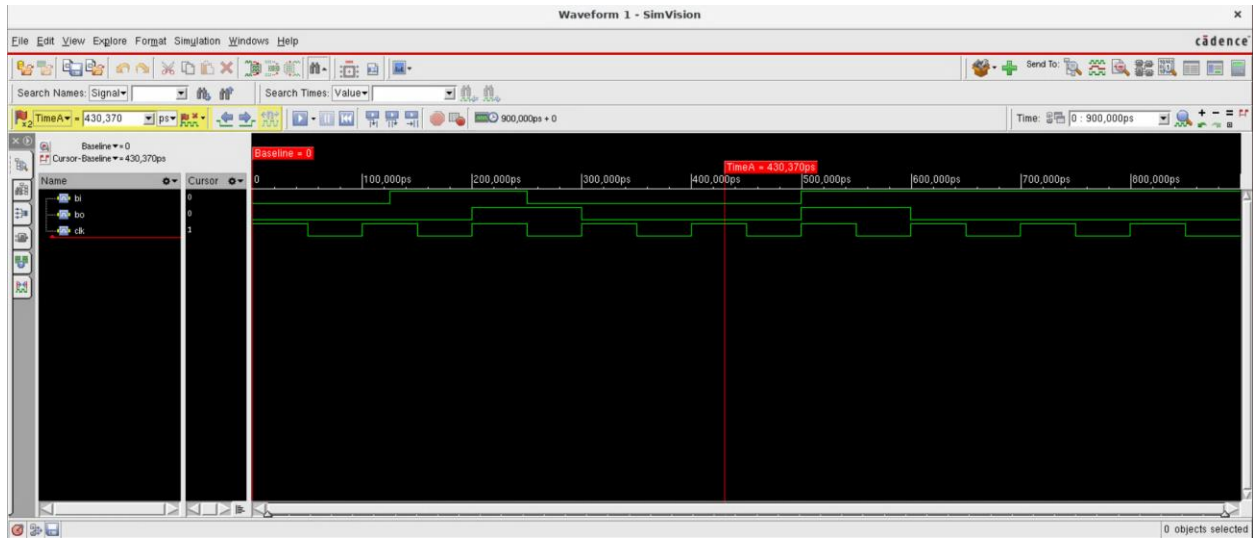 Waveform 1 - SimVision
×
File Edit View Explore Format Simulation Windows Help
cādence
Send To:
Search Names: Signal
Search Times: Value
x2 TimeA = 430,370 ps
900,000ps + 0
Time: 0 : 900,000ps
Baseline = 0
Cursor-Baseline = 430,370ps
Baseline = 0
TimeA = 430,370ps
Name Cursor
0 100,000ps 200,000ps 300,000ps 400,000ps 500,000ps 600,000ps 700,000ps 800,000ps
bi 0
bo 0
clk 1
0 objects selected